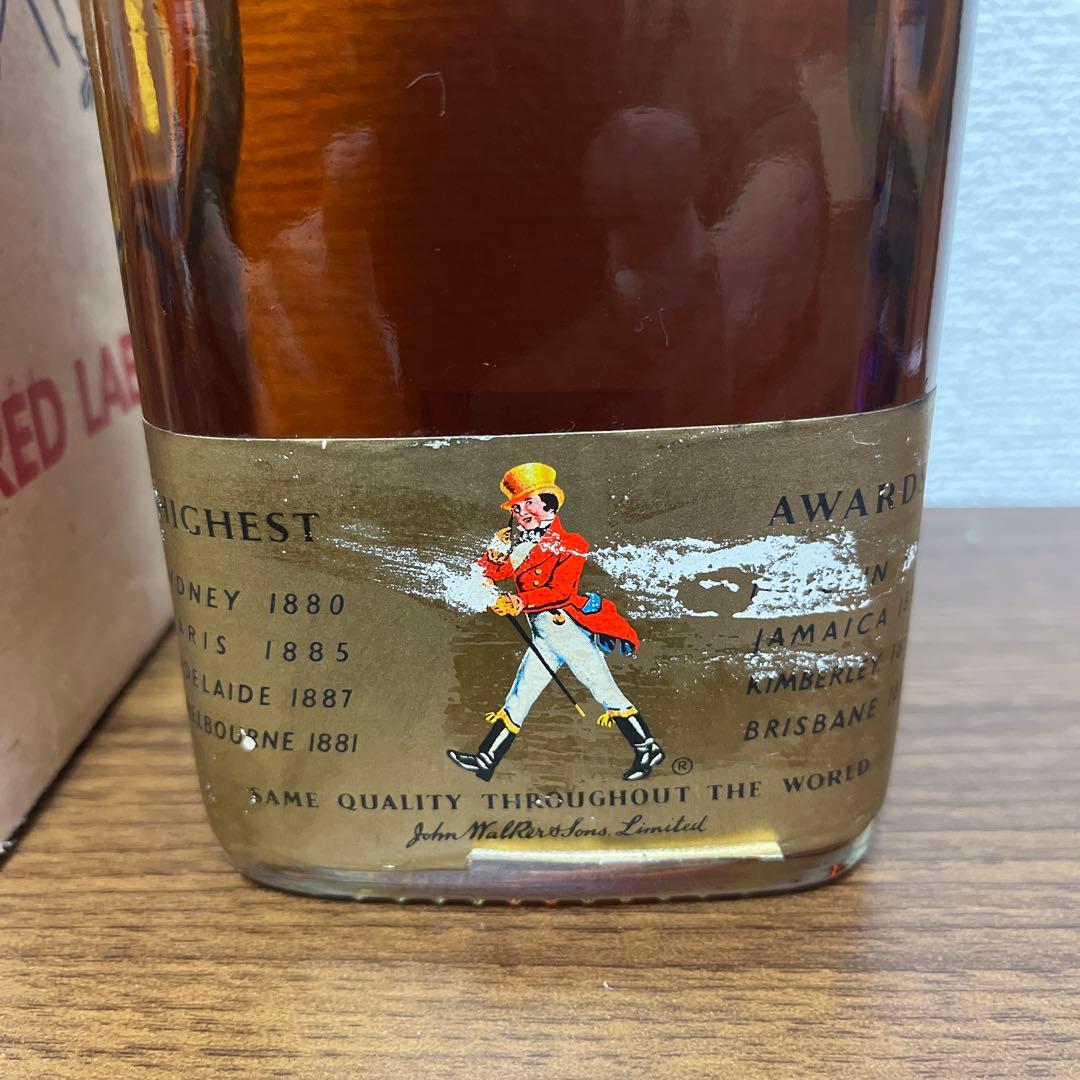 RED LAB
HIGHEST
DNEY 1880
ARIS 1885
DELAIDE 1887
ELBOURNE 1881
AWARDS
JAMAICA
KIMBERLEY
BRISBANE
®
SAME QUALITY THROUGHOUT THE WORLD
John Walker & Sons, Limited